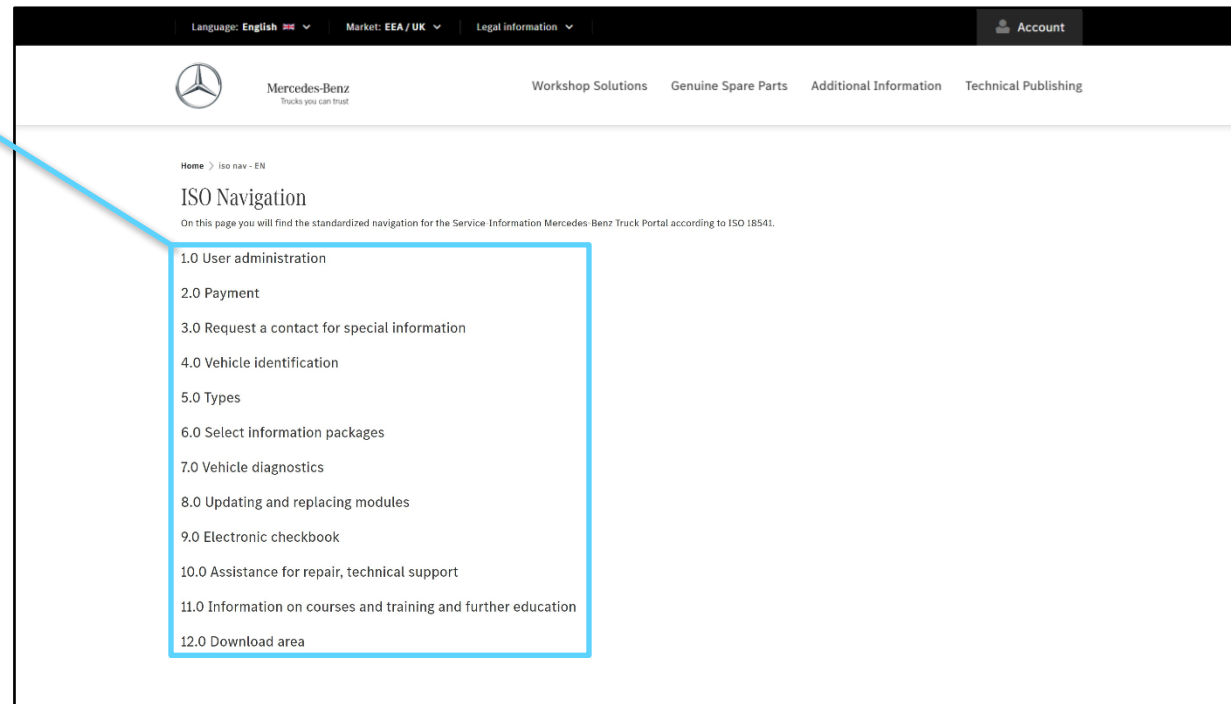 Language: English Market: EEA / UK Legal information Account
Mercedes-Benz
Trucks you can trust
Workshop Solutions Genuine Spare Parts Additional Information Technical Publishing
Home > iso nav - EN
ISO Navigation
On this page you will find the standardized navigation for the Service-Information Mercedes-Benz Truck Portal according to ISO 18541.
1.0 User administration
2.0 Payment
3.0 Request a contact for special information
4.0 Vehicle identification
5.0 Types
6.0 Select information packages
7.0 Vehicle diagnostics
8.0 Updating and replacing modules
9.0 Electronic checkbook
10.0 Assistance for repair, technical support
11.0 Information on courses and training and further education
12.0 Download area